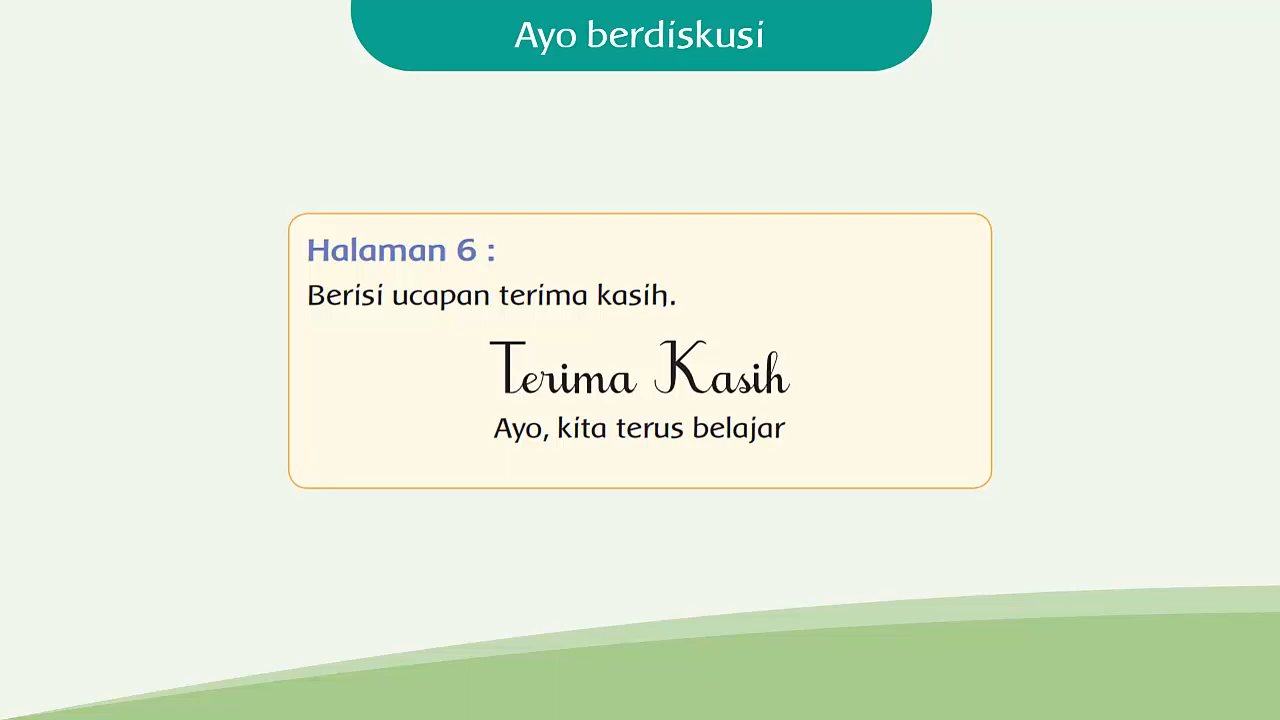 Ayo berdiskusi
Halaman 6 :
Berisi ucapan terima kasih.
Terima Kasih
Ayo, kita terus belajar